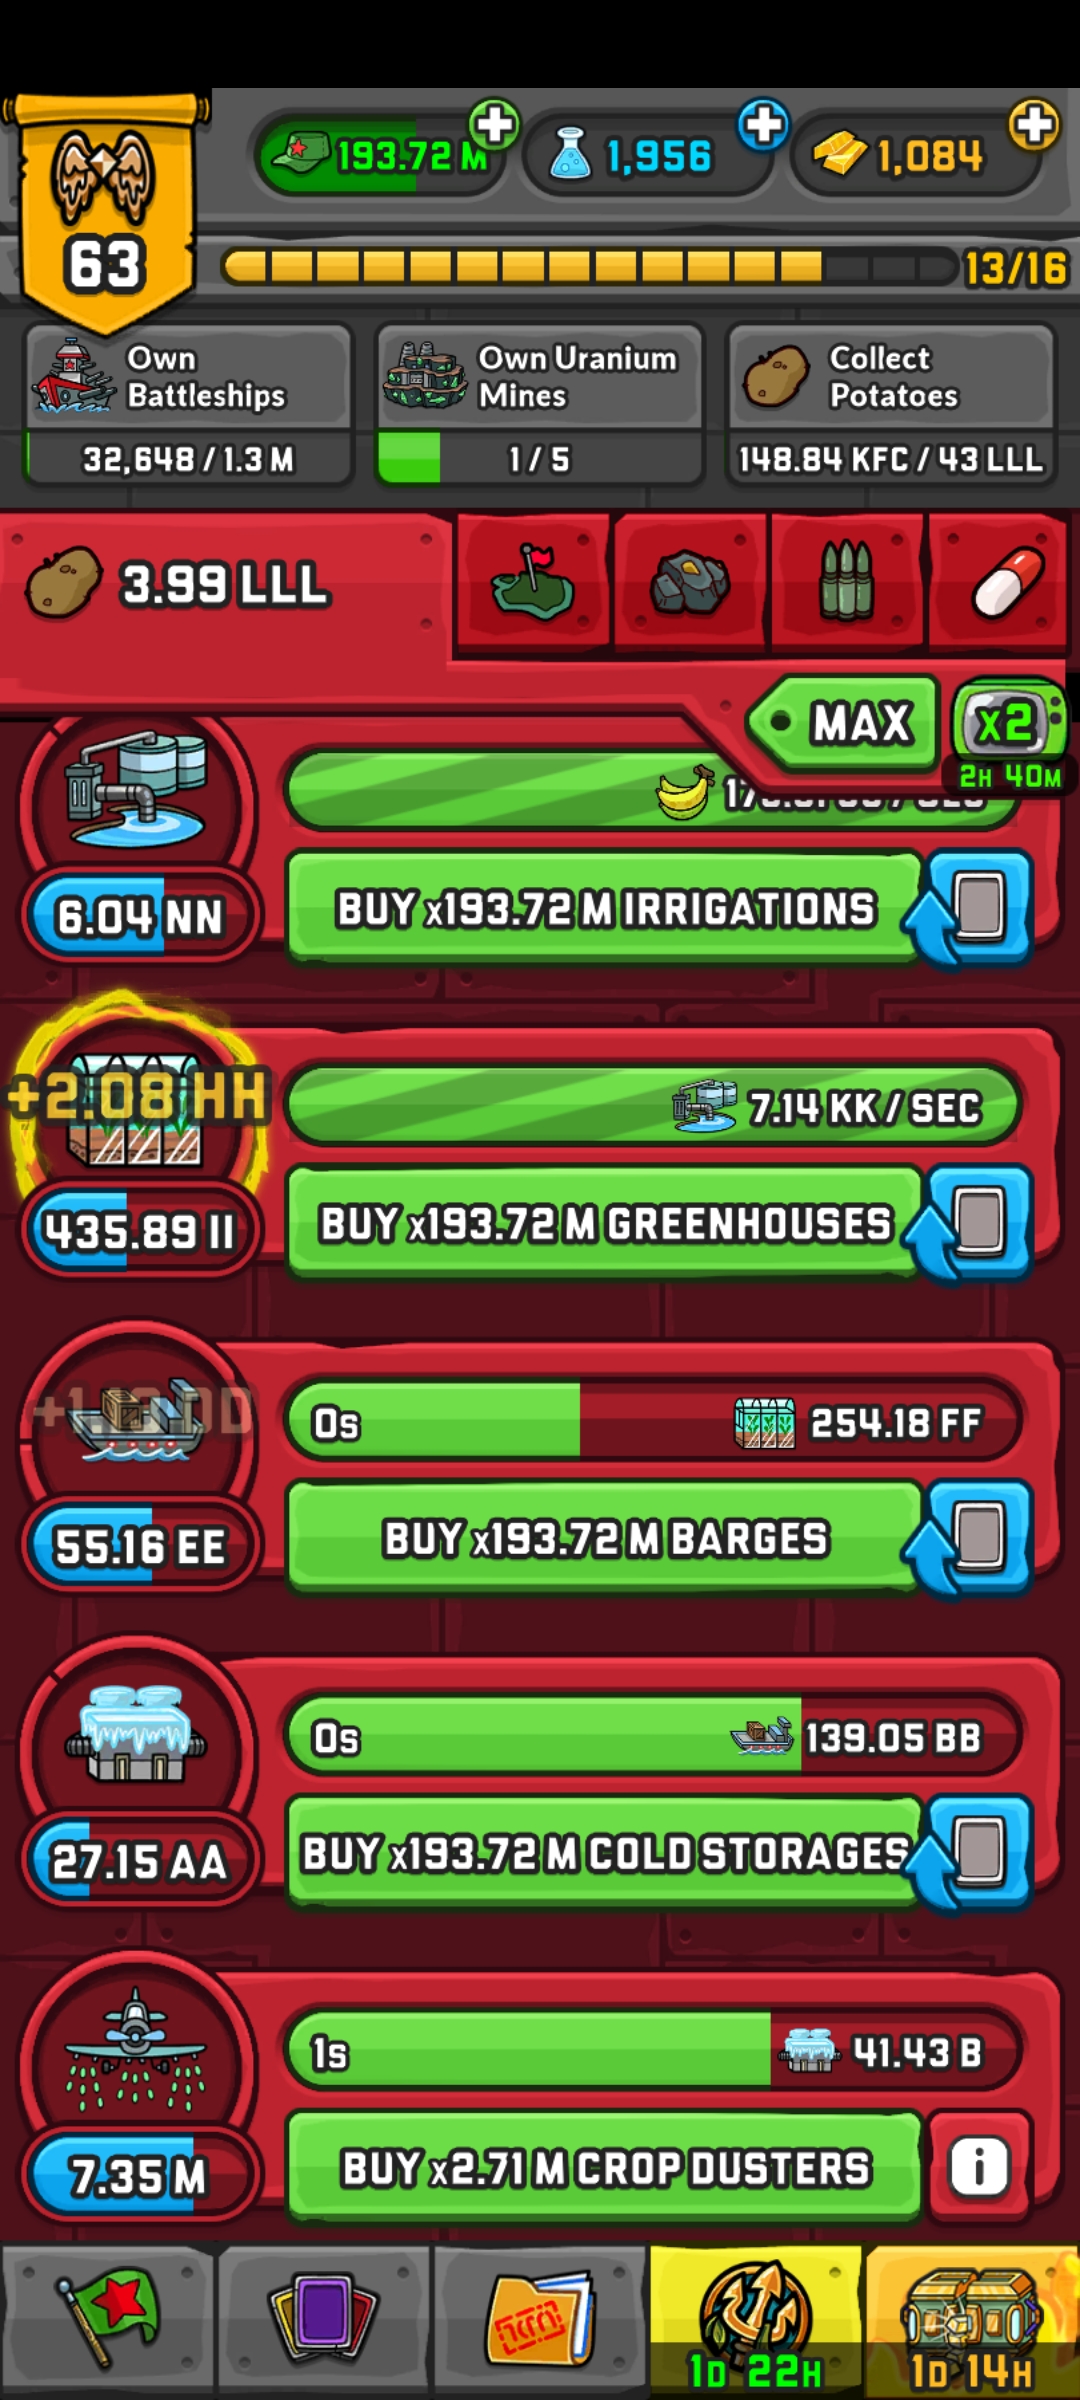 193.72 M
1,956
1,084
63
13/16
Own
Battleships
32,648 / 1.3 M
Own Uranium
Mines
1 / 5
Collect
Potatoes
148.84 KFC / 43 LLL
3.99 LLL
MAX
x2
2H 40M
6.04 NN
BUY x193.72 M IRRIGATIONS
+2.08 HH
7.14 KK / SEC
435.89 II
BUY x193.72 M GREENHOUSES
0s
254.18 FF
55.16 EE
BUY x193.72 M BARGES
0s
139.05 BB
27.15 AA
BUY x193.72 M COLD STORAGES
1s
41.43 B
7.35 M
BUY x2.71 M CROP DUSTERS
i
1D 22H
1D 14H